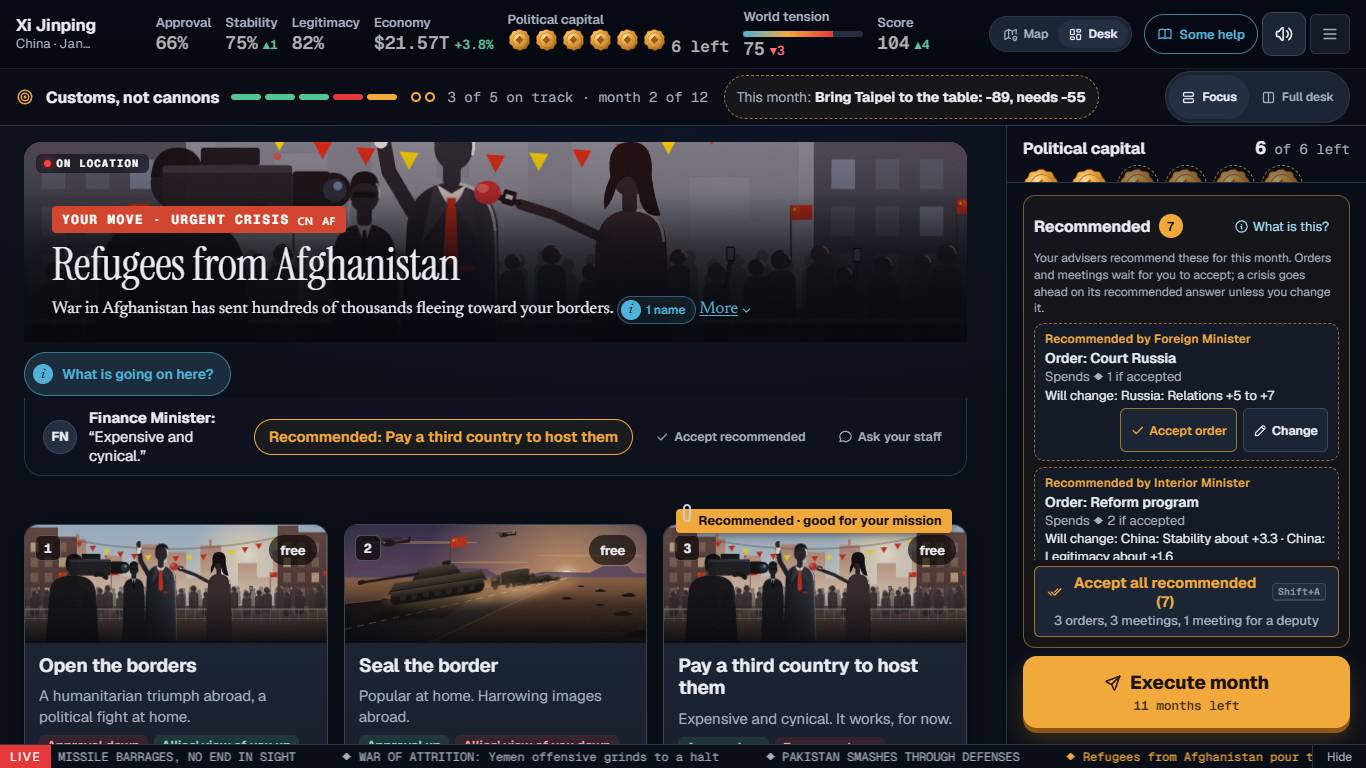 Xi Jinping
China · Jan…
Approval
66%
Stability
75% ▲1
Legitimacy
82%
Economy
$21.57T +3.8%
Political capital
6 left
World tension
75 ▼3
Score
104 ▲4
Map
Desk
Some help
Customs, not cannons
3 of 5 on track · month 2 of 12
This month: Bring Taipei to the table: -89, needs -55
Focus
Full desk
ON LOCATION
YOUR MOVE · URGENT CRISIS CN AF
Refugees from Afghanistan
War in Afghanistan has sent hundreds of thousands fleeing toward your borders. i 1 name More
i What is going on here?
FN
Finance Minister:
“Expensive and
cynical.”
Recommended: Pay a third country to host them
Accept recommended
Ask your staff
1
free
Open the borders
A humanitarian triumph abroad, a
political fight at home.
2
free
Seal the border
Popular at home. Harrowing images
abroad.
Recommended · good for your mission
3
free
Pay a third country to host
them
Expensive and cynical. It works, for now.
Political capital
6 of 6 left
Recommended 7
What is this?
Your advisers recommend these for this month. Orders
and meetings wait for you to accept; a crisis goes
ahead on its recommended answer unless you change
it.
Recommended by Foreign Minister
Order: Court Russia
Spends ◆ 1 if accepted
Will change: Russia: Relations +5 to +7
Accept order
Change
Recommended by Interior Minister
Order: Reform program
Spends ◆ 2 if accepted
Will change: China: Stability about +3.3 · China:
Legitimacy about +1.6
Accept all recommended
(7)
Shift+A
3 orders, 3 meetings, 1 meeting for a deputy
Execute month
11 months left
LIVE
MISSILE BARRAGES, NO END IN SIGHT ◆ WAR OF ATTRITION: Yemen offensive grinds to a halt ◆ PAKISTAN SMASHES THROUGH DEFENSES ◆ Refugees from Afghanistan pour t
Hide